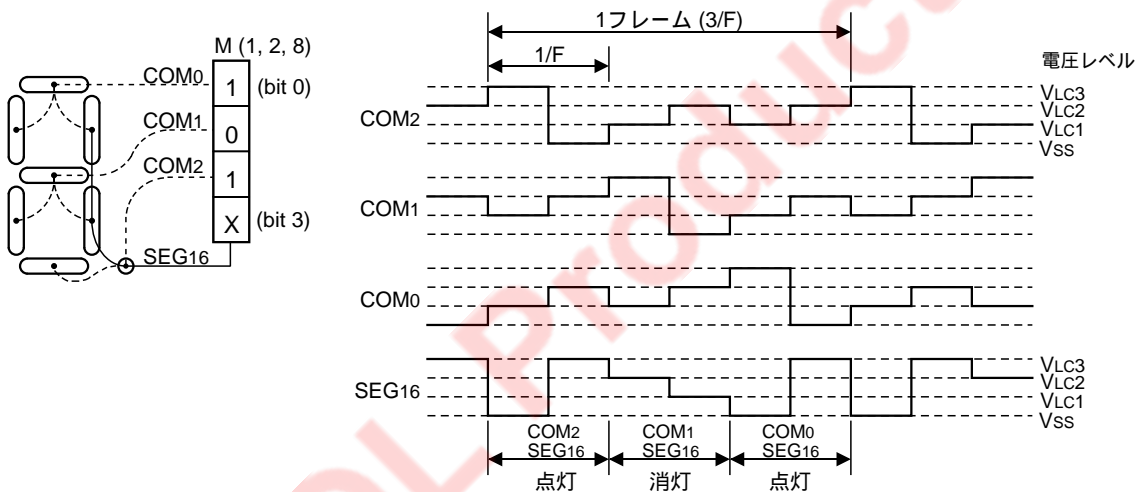 M (1, 2, 8)
COM0
1
(bit 0)
COM1
0
COM2
1
X
(bit 3)
SEG16
1フレーム (3/F)
1/F
電圧レベル
COM2
VLC3
VLC2
VLC1
VSS
COM1
COM0
SEG16
VLC3
VLC2
VLC1
VSS
COM2
SEG16
点灯
COM1
SEG16
消灯
COM0
SEG16
点灯